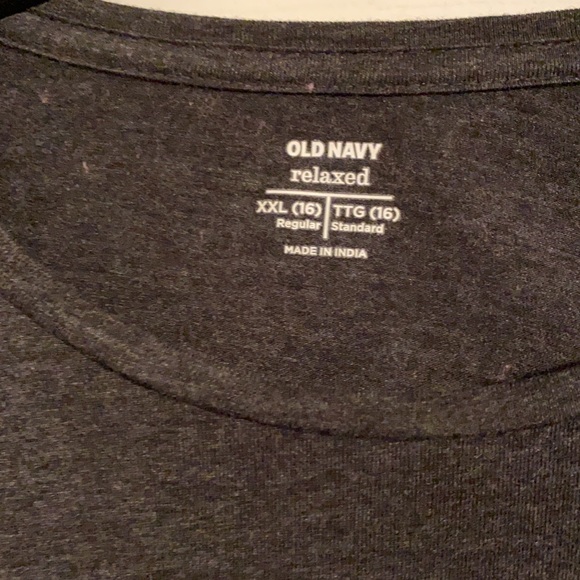 OLD NAVY
relaxed
XXL (16) TTG (16)
Regular Standard
MADE IN INDIA